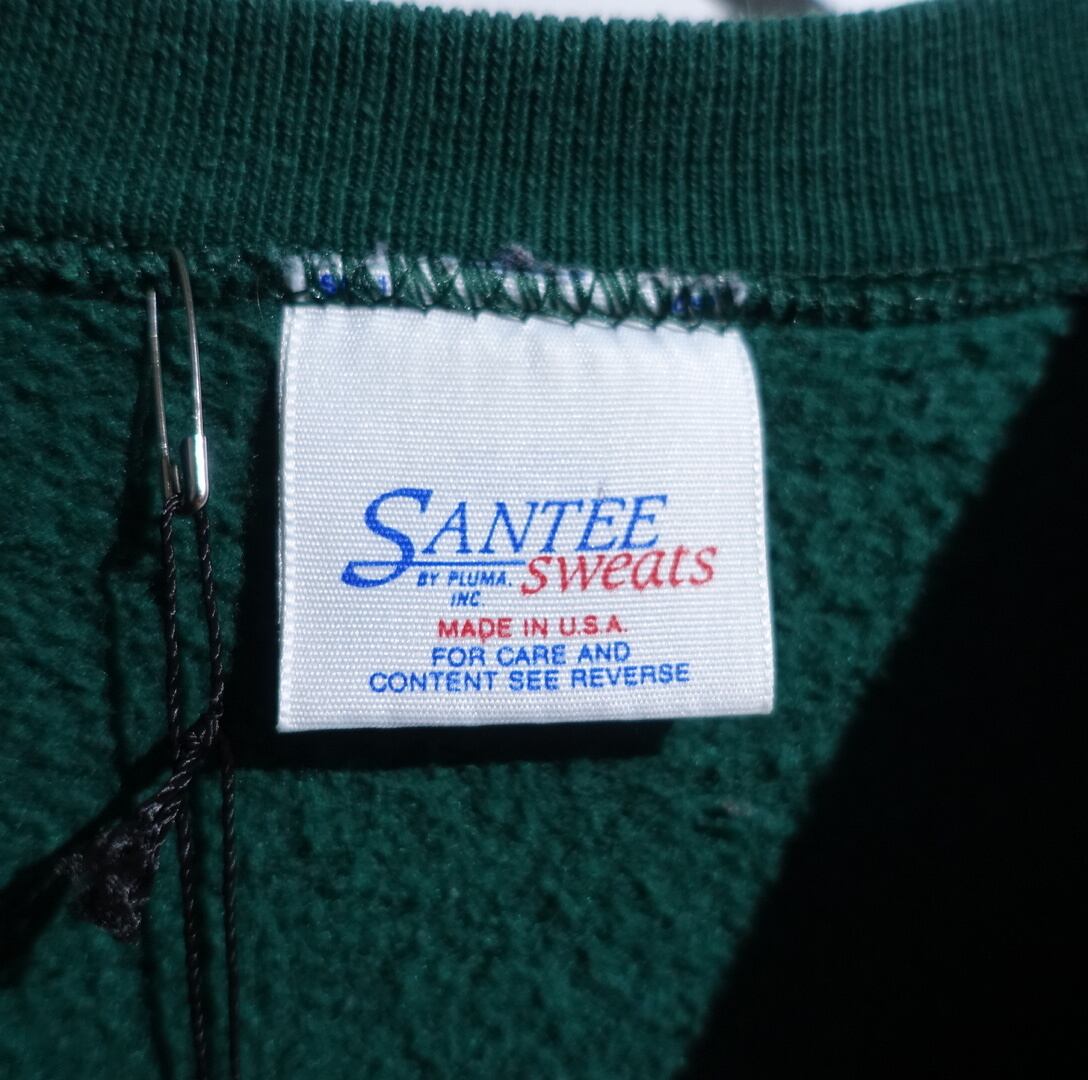 SANTEE
sweats
BY PLUMA,
INC.
MADE IN U.S.A.
FOR CARE AND
CONTENT SEE REVERSE